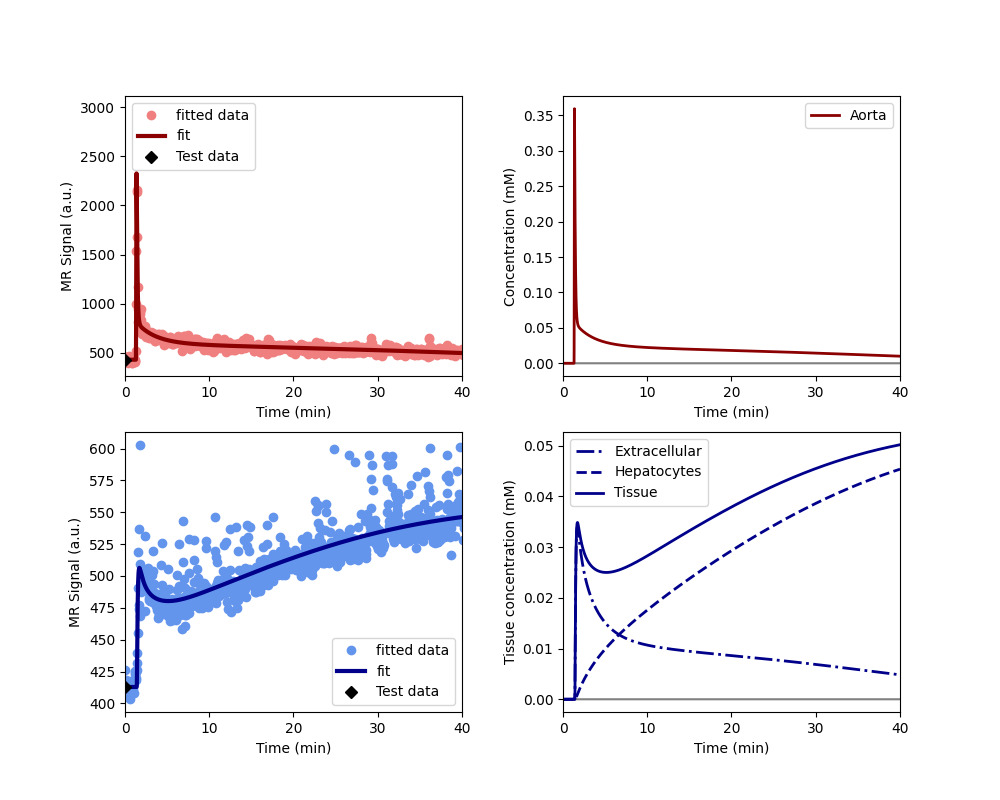 MR Signal (a.u.)
3000
2500
2000
1500
1000
500
fitted data
fit
Test data
0 10 20 30 40
Time (min)
Concentration (mM)
0.35
0.30
0.25
0.20
0.15
0.10
0.05
0.00
Aorta
0 10 20 30 40
Time (min)
MR Signal (a.u.)
600
575
550
525
500
475
450
425
400
fitted data
fit
Test data
0 10 20 30 40
Time (min)
Tissue concentration (mM)
0.05
0.04
0.03
0.02
0.01
0.00
Extracellular
Hepatocytes
Tissue
0 10 20 30 40
Time (min)